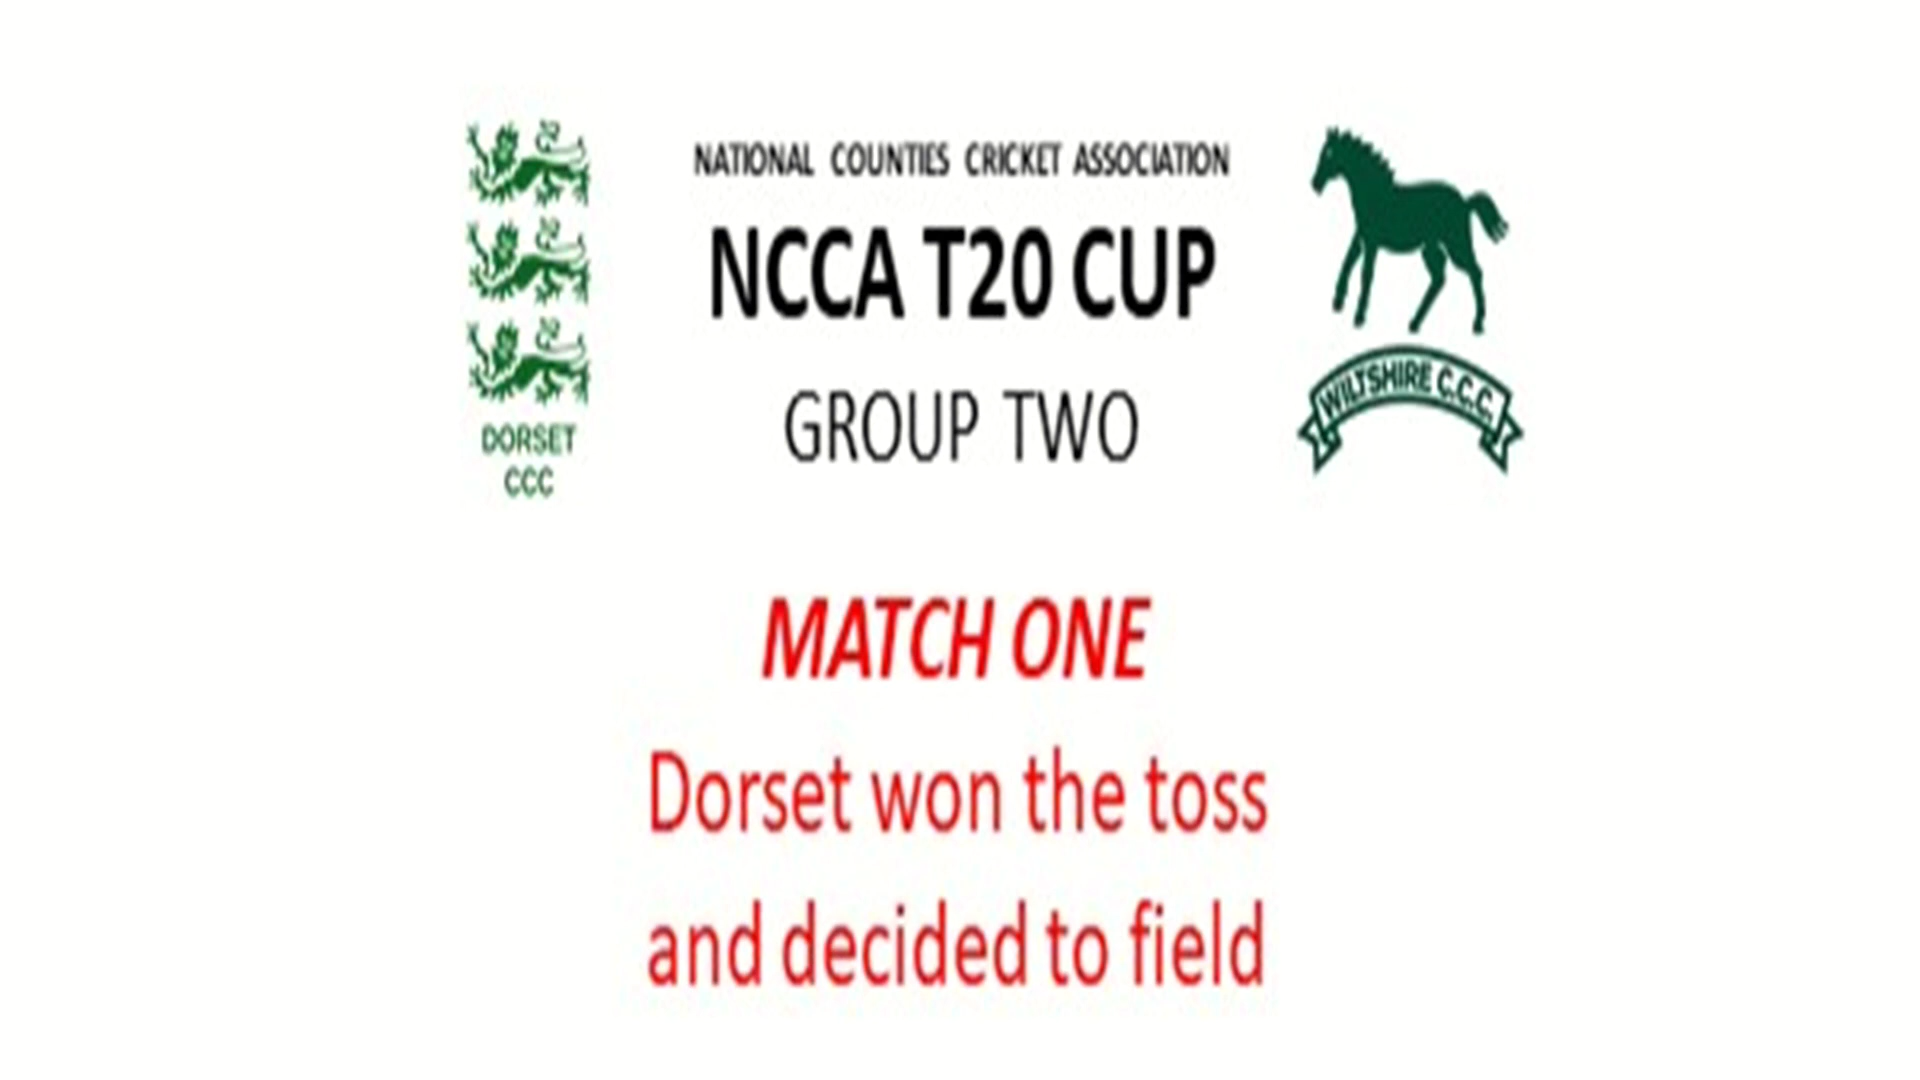 NATIONAL COUNTIES CRICKET ASSOCIATION
NCCA T20 CUP
GROUP TWO
DORSET
CCC
WILTSHIRE C.C.C.
MATCH ONE
Dorset won the toss
and decided to field